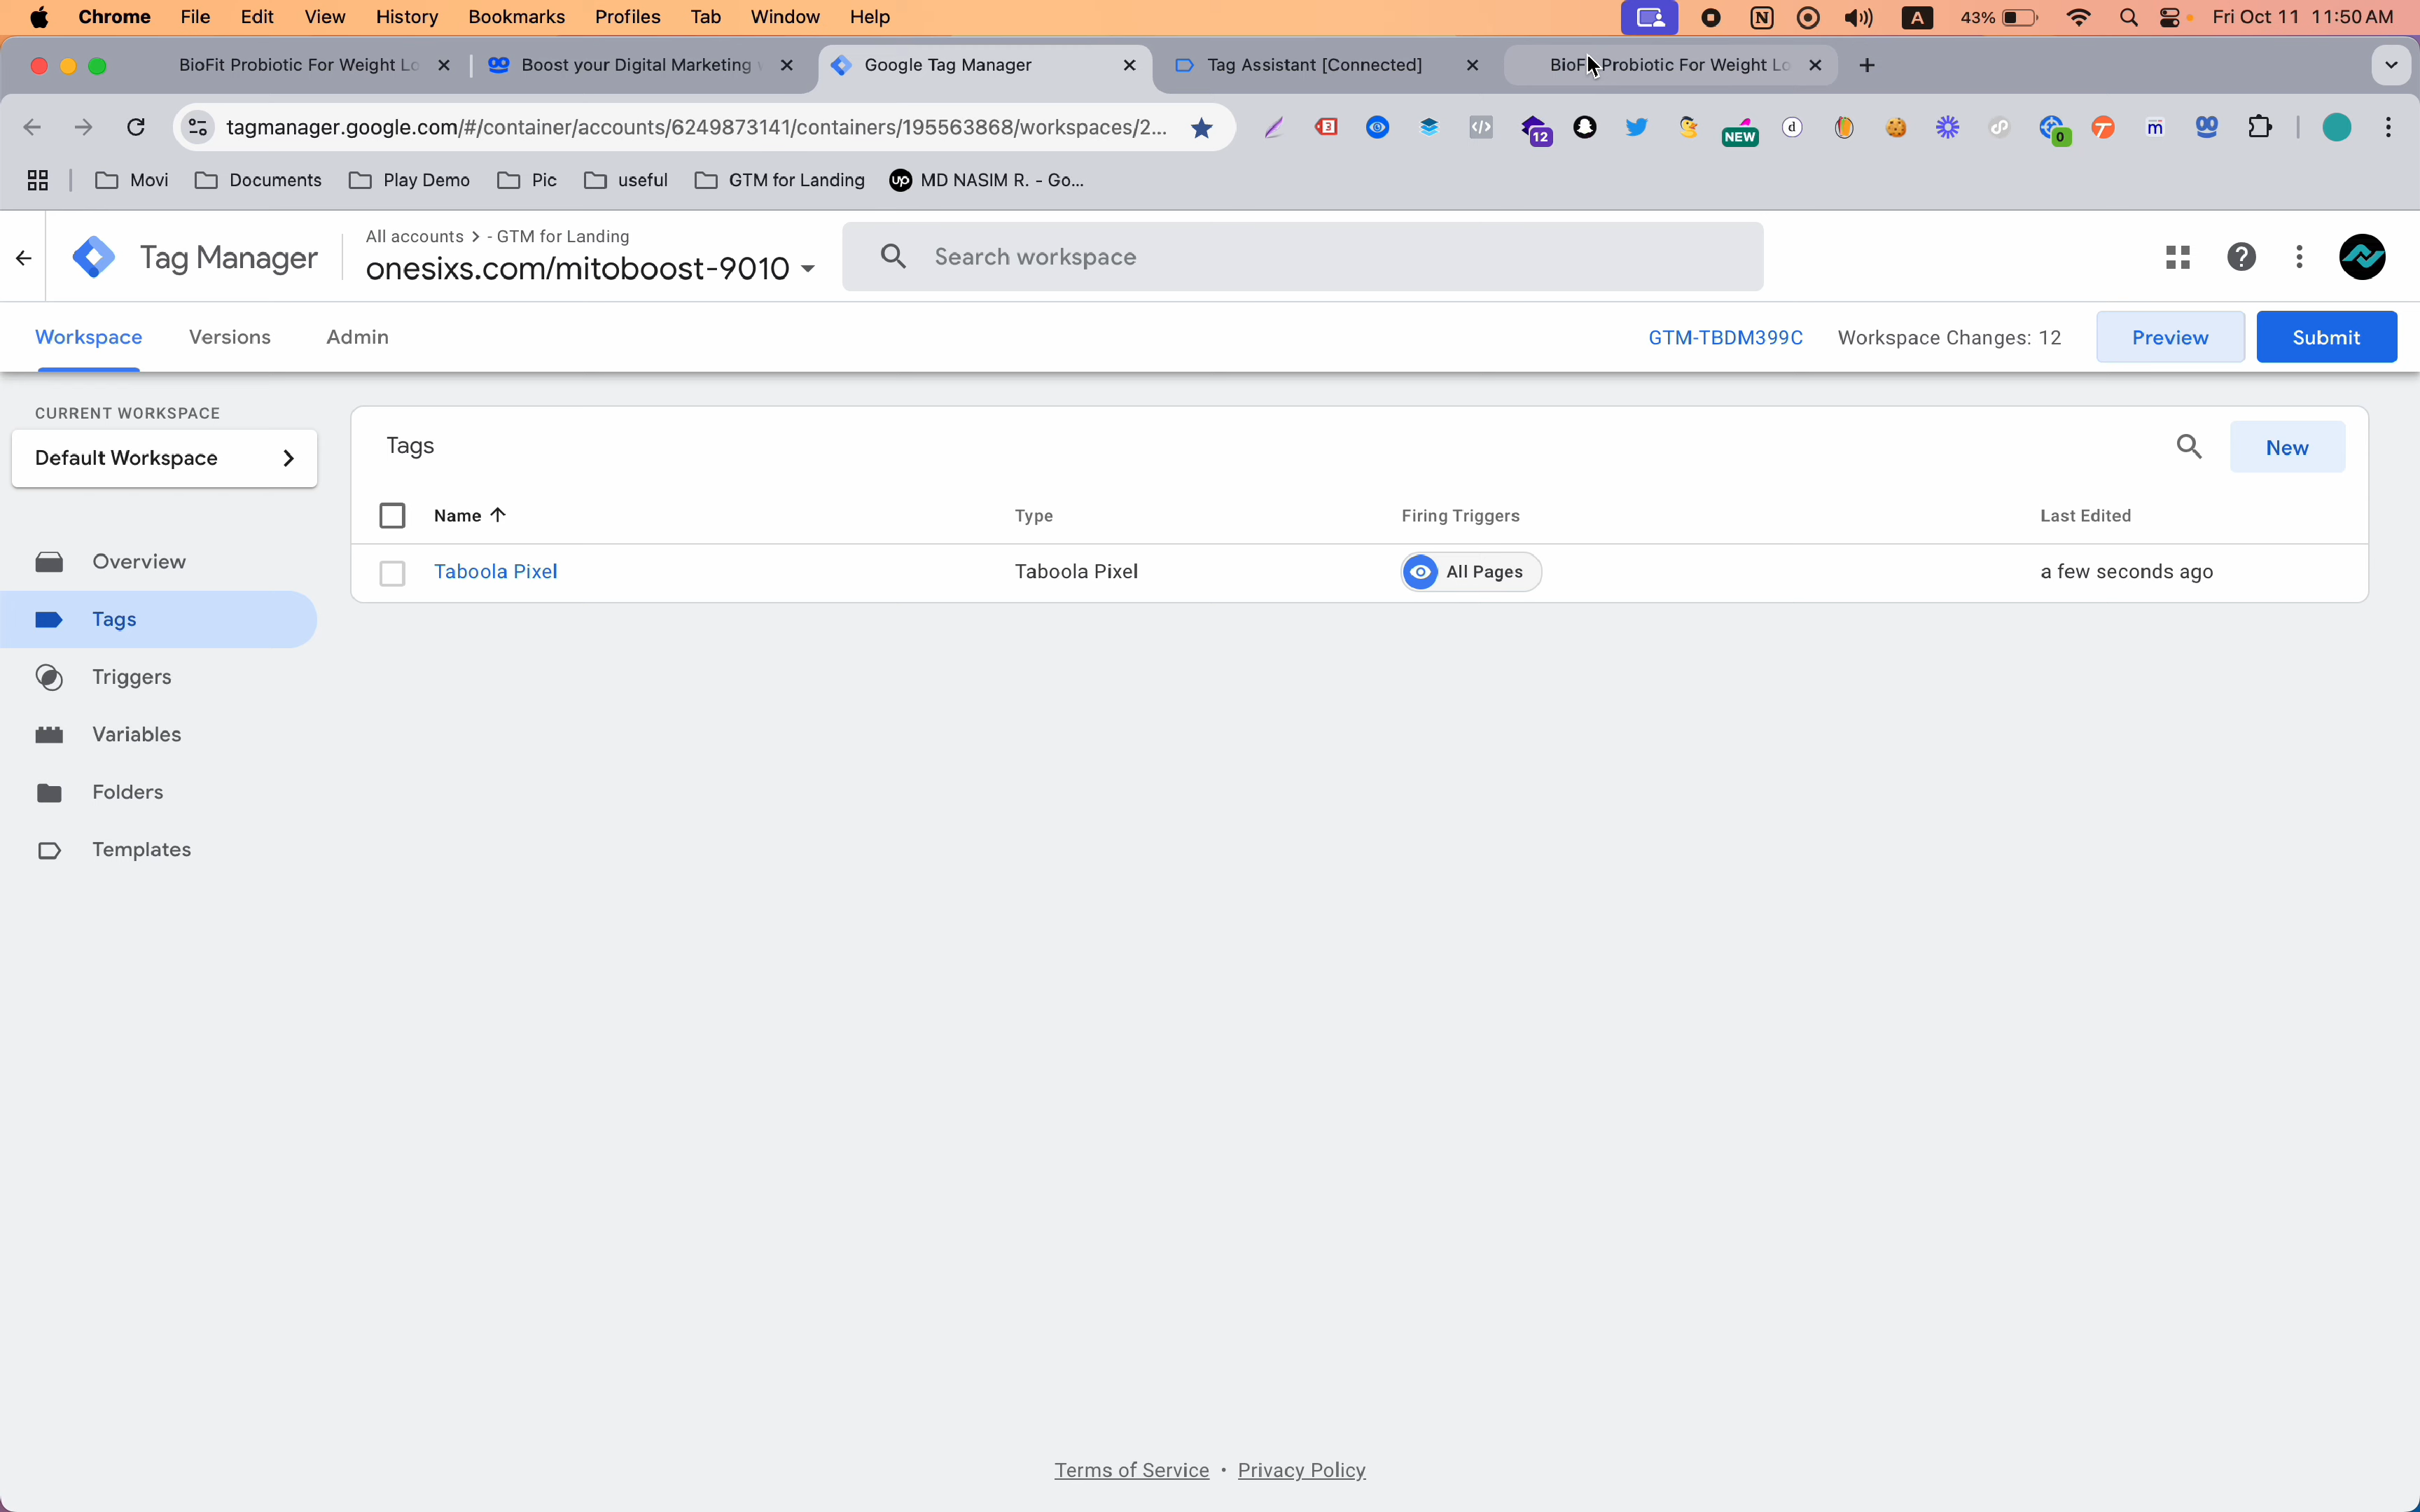 Chrome File Edit View History Bookmarks Profiles Tab Window Help N A 43% Fri Oct 11 11:50 AM
BioFit Probiotic For Weight Lo Boost your Digital Marketing Google Tag Manager Tag Assistant [Connected] BioF Probiotic For Weight Lo
tagmanager.google.com/#/container/accounts/6249873141/containers/195563868/workspaces/2... 3 12 NEW d 0 m
Movi Documents Play Demo Pic useful GTM for Landing up MD NASIM R. - Go...
All accounts > - GTM for Landing
Tag Manager onesixs.com/mitoboost-9010 Search workspace
Workspace Versions Admin GTM-TBDM399C Workspace Changes: 12 Preview Submit
CURRENT WORKSPACE
Default Workspace
Tags New
Name Type Firing Triggers Last Edited
Taboola Pixel Taboola Pixel All Pages a few seconds ago
Overview
Tags
Triggers
Variables
Folders
Templates
Terms of Service • Privacy Policy